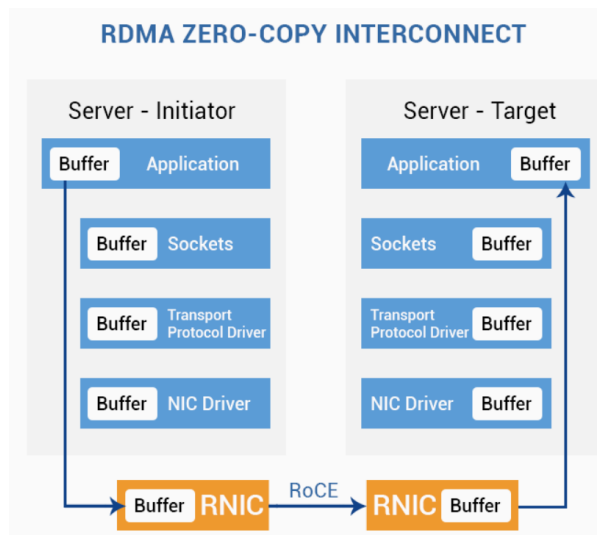 RDMA ZERO-COPY INTERCONNECT
Server - Initiator
Buffer Application
Buffer Sockets
Buffer Transport
Protocol Driver
Buffer NIC Driver
Buffer RNIC
RoCE
Server - Target
Application Buffer
Sockets Buffer
Transport
Protocol Driver Buffer
NIC Driver Buffer
RNIC Buffer